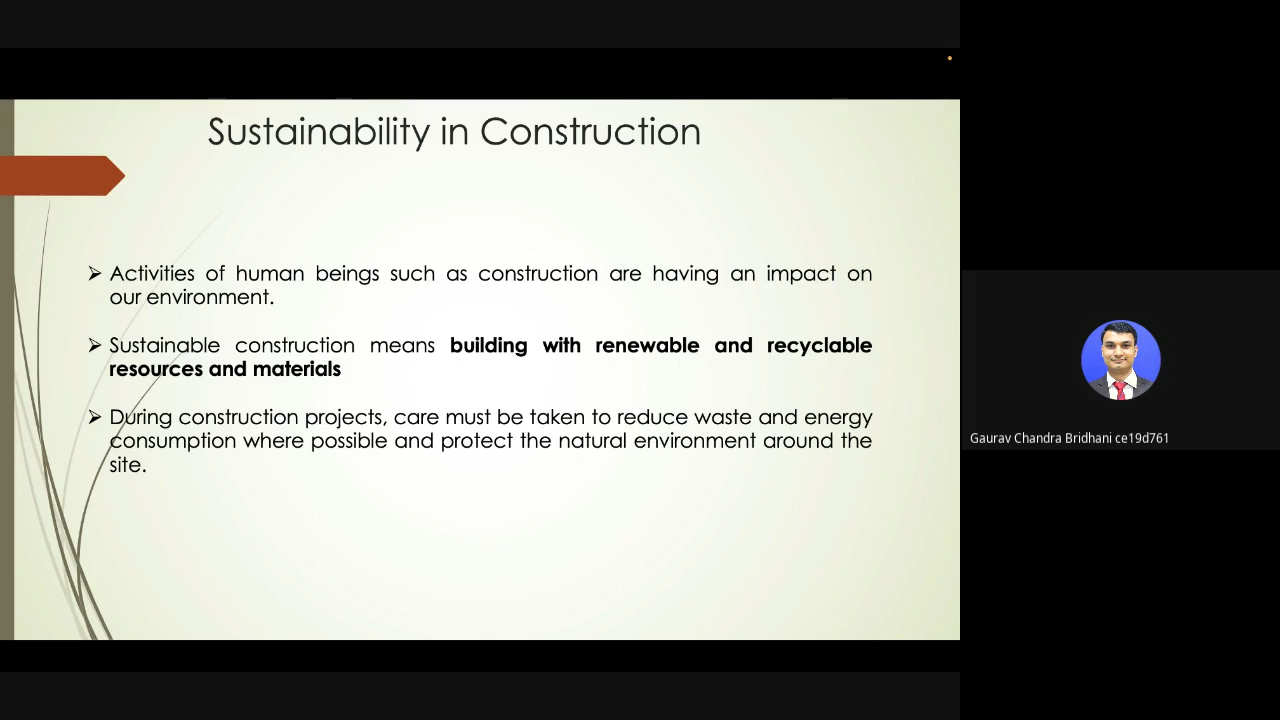 Sustainability in Construction
➢ Activities of human beings such as construction are having an impact on
our environment.
➢ Sustainable construction means building with renewable and recyclable
resources and materials
➢ During construction projects, care must be taken to reduce waste and energy
consumption where possible and protect the natural environment around the
site.
Gaurav Chandra Bridhani ce19d761